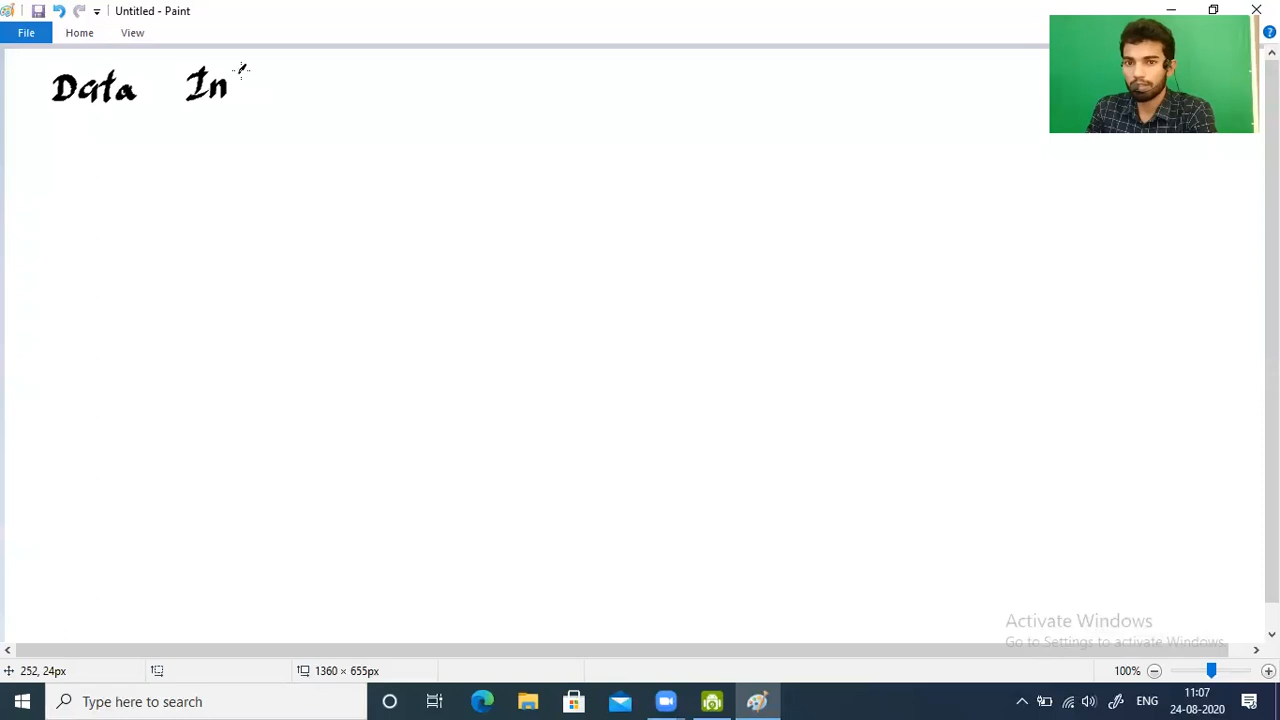 Untitled - Paint
File Home View
Data In
Activate Windows
Go to Settings to activate Windows.
252, 24px
1360 × 655px
100%
Type here to search
ENG
11:07
24-08-2020